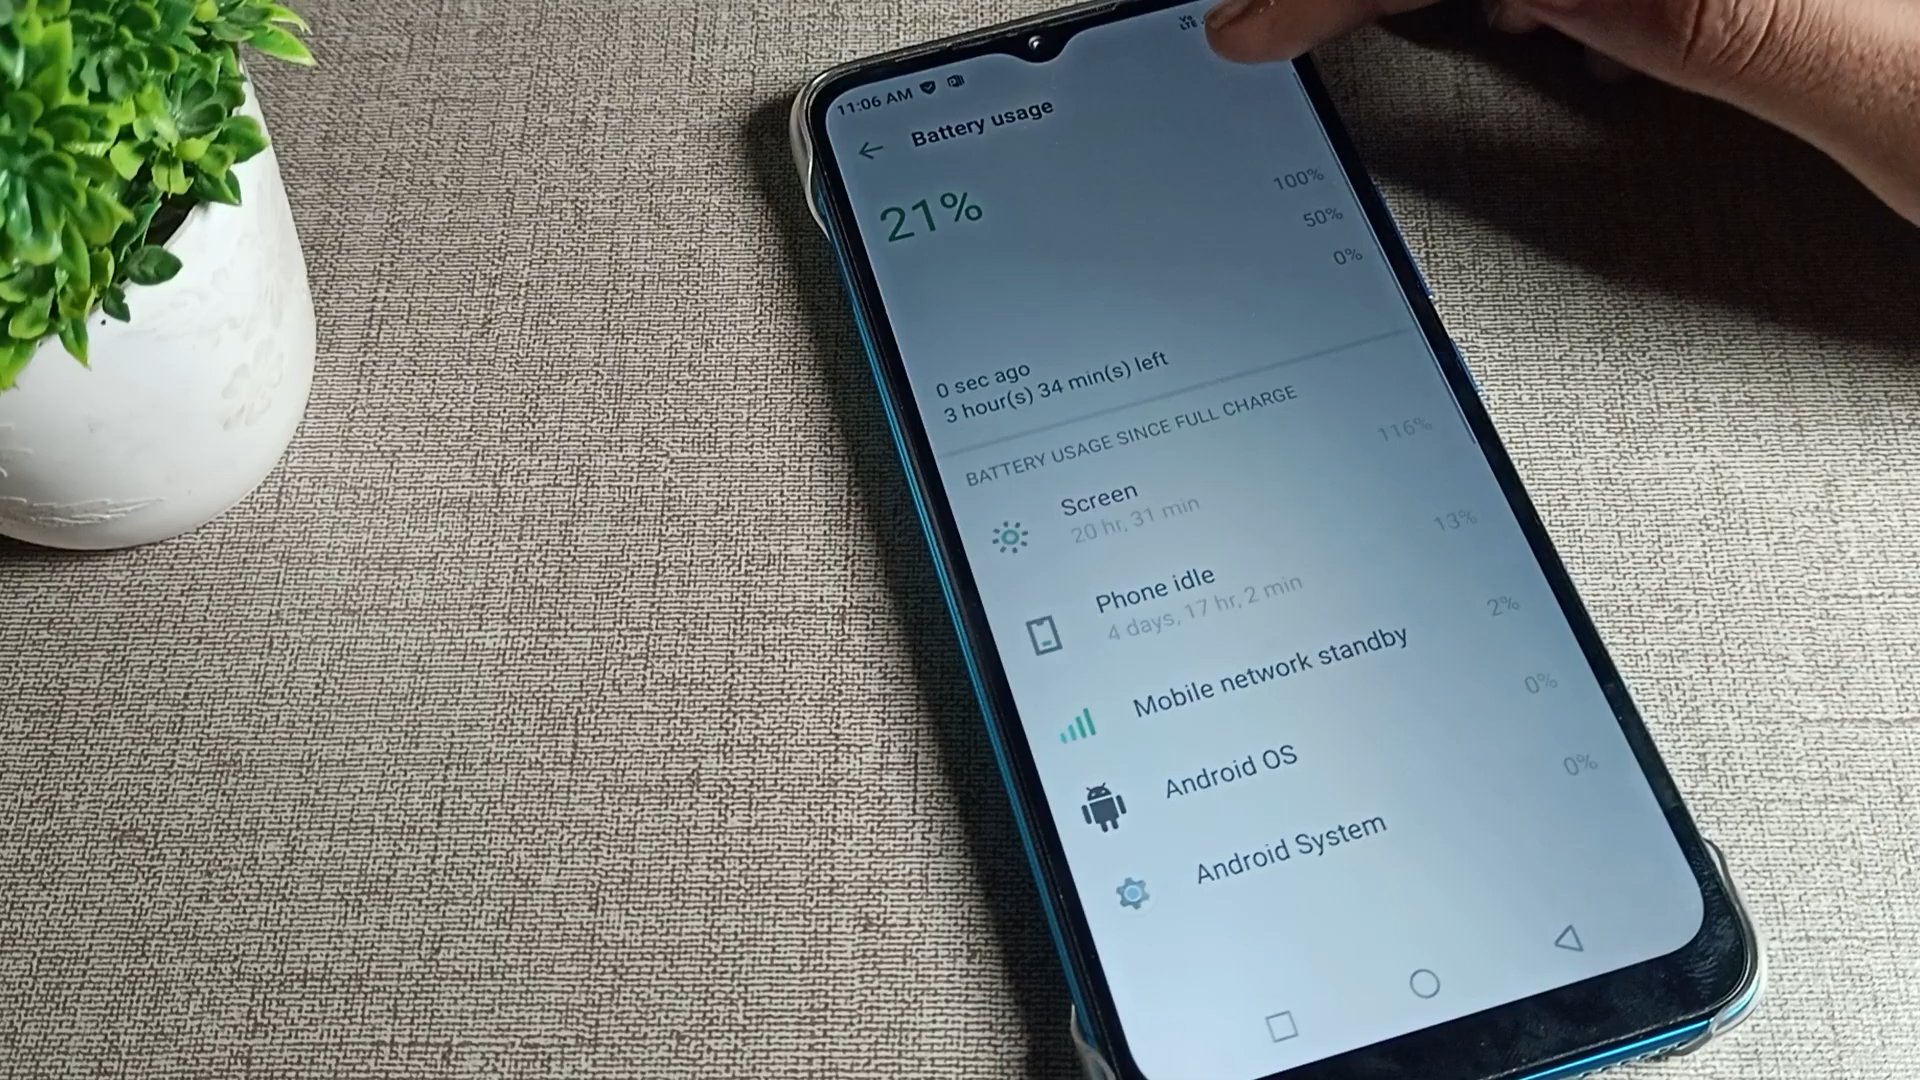 11:06 AM
Vo
LTE
Battery usage
21%
100%
50%
0%
0 sec ago
3 hour(s) 34 min(s) left
BATTERY USAGE SINCE FULL CHARGE
Screen
116%
20 hr, 31 min
Phone idle
13%
4 days, 17 hr, 2 min
Mobile network standby
2%
Android OS
0%
Android System
0%